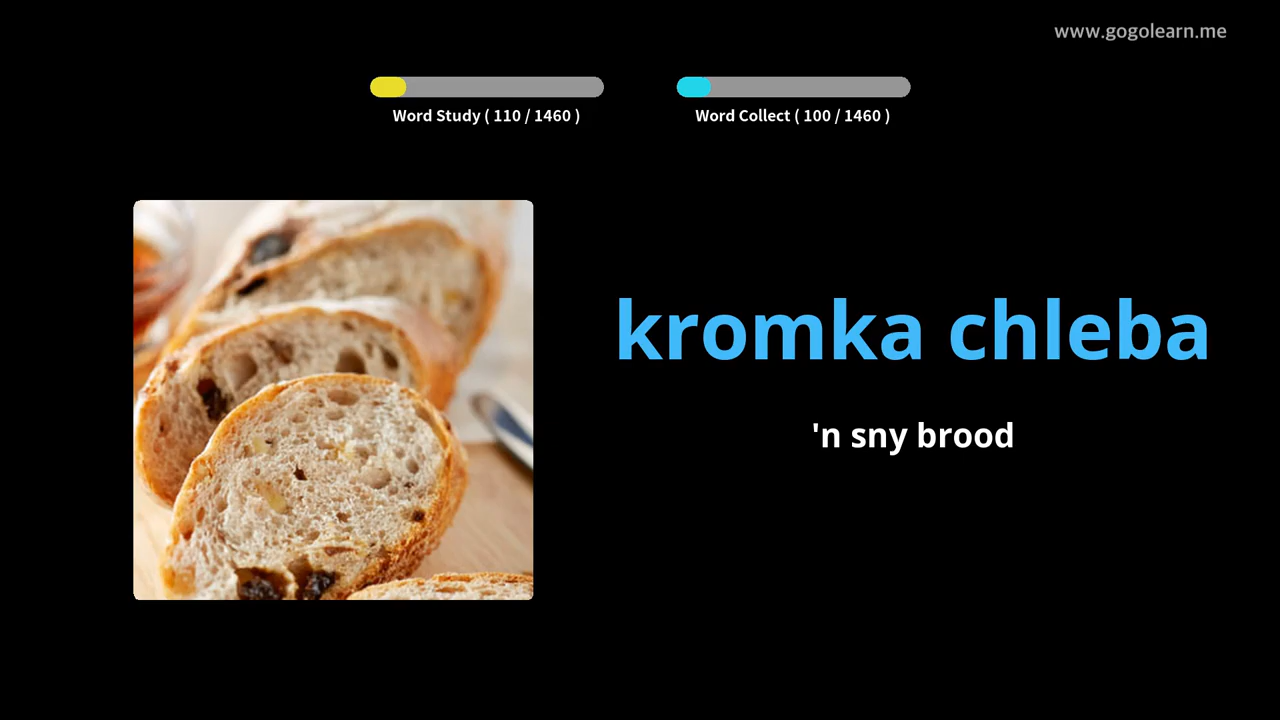 www.gogolearn.me
Word Study ( 110 / 1460 )
Word Collect ( 100 / 1460 )
kromka chleba
'n sny brood